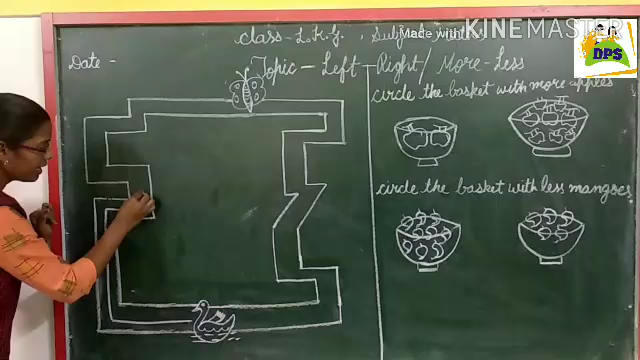 Made with KINEMASTER
Class - L.K.G. , Subject
Date -
Topic - Left - Right / More - Less
circle the basket with more apples
circle the basket with less mangoes
DPS